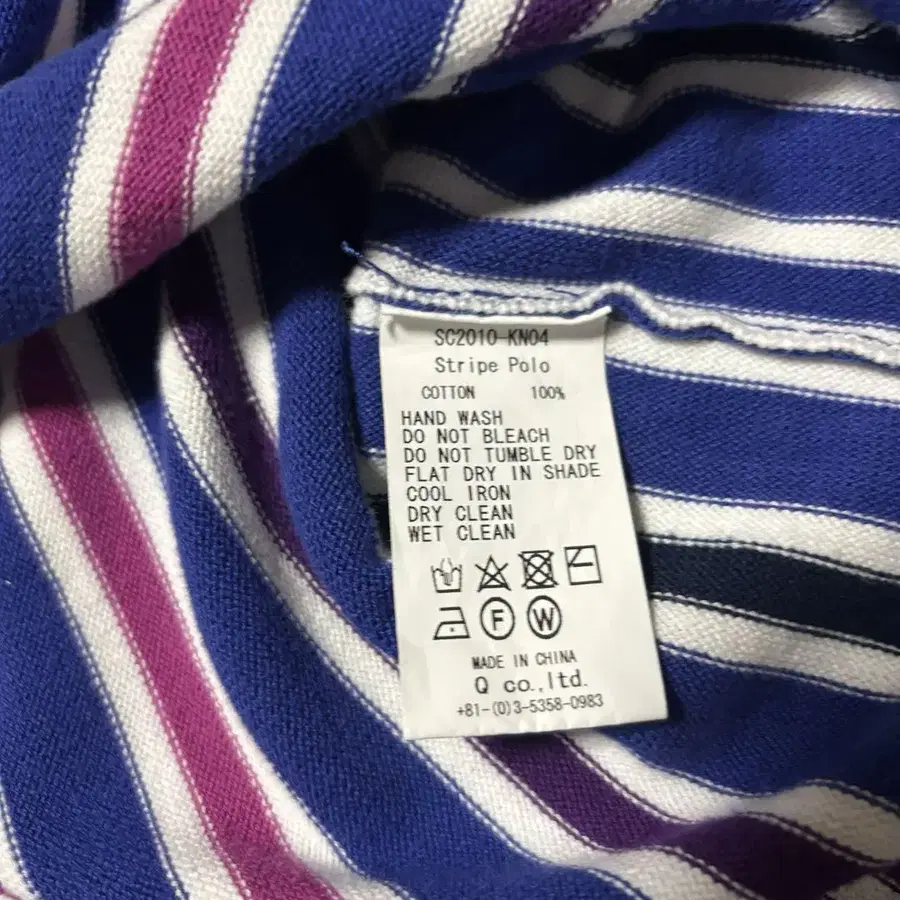 SC2010-KN04
Stripe Polo
COTTON 100%
HAND WASH
DO NOT BLEACH
DO NOT TUMBLE DRY
FLAT DRY IN SHADE
COOL IRON
DRY CLEAN
WET CLEAN
F W
MADE IN CHINA
Q co.,ltd.
+81-(0)3-5358-0983